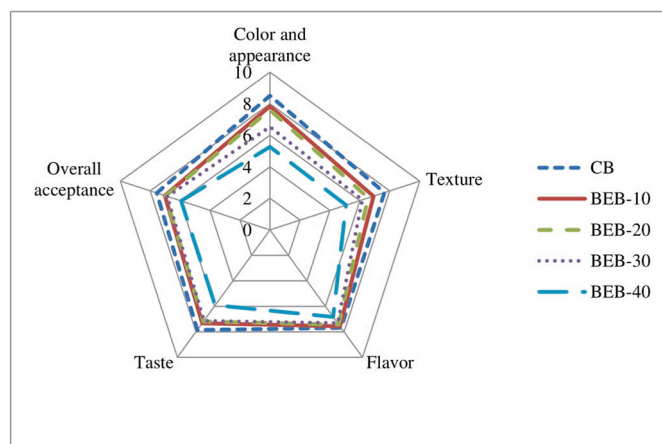 Color and
appearance
10
8
6
4
2
0
Texture
Flavor
Taste
Overall
acceptance
CB
BEB-10
BEB-20
BEB-30
BEB-40